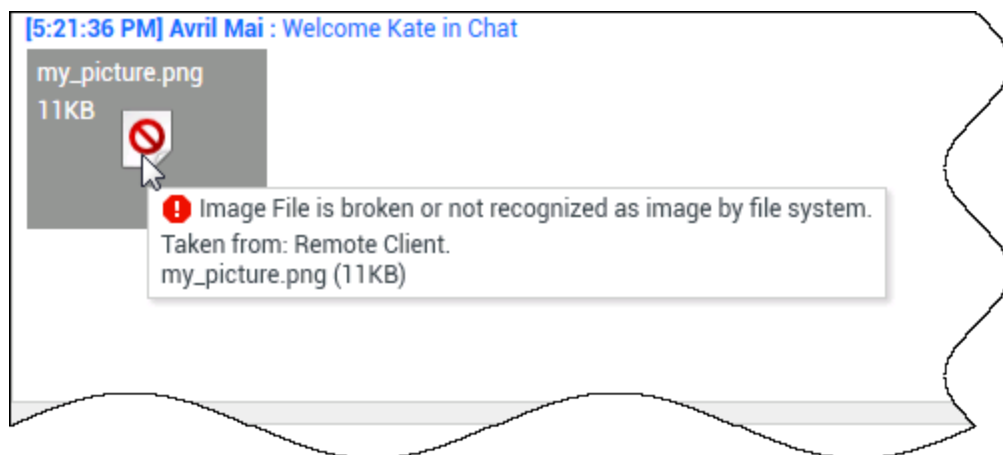 [5:21:36 PM] Avril Mai : Welcome Kate in Chat
my_picture.png
11KB
Image File is broken or not recognized as image by file system.
Taken from: Remote Client.
my_picture.png (11KB)